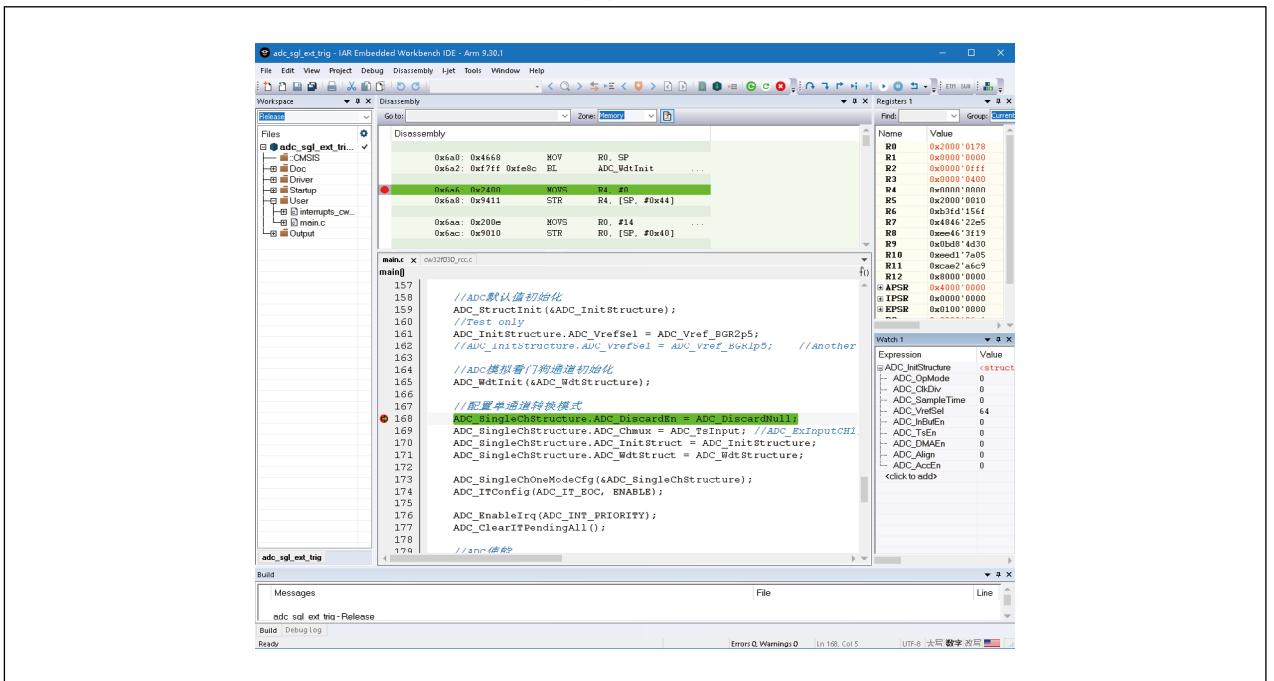 adc_sgl_ext_trig - IAR Embedded Workbench IDE - Arm 9.30.1
File Edit View Project Debug Disassembly I-jet Tools Window Help
Workspace
Release
Files
adc_sgl_ext_tri...
::CMSIS
Doc
Driver
Startup
User
interrupts_cw...
main.c
Output
adc_sgl_ext_trig
Disassembly
Go to: Zone: Memory
Disassembly
0x6a0: 0x4668 MOV R0, SP
0x6a2: 0xf7ff 0xfe8c BL ADC_WdtInit ...
0x6a6: 0x2400 MOVS R4, #0
0x6a8: 0x9411 STR R4, [SP, #0x44]
0x6aa: 0x200e MOVS R0, #14 ...
0x6ac: 0x9010 STR R0, [SP, #0x40]
main.c x cw32f030_rcc.c
main()
157
158 //ADC默认值初始化
159 ADC_StructInit(&ADC_InitStructure);
160 //Test only
161 ADC_InitStructure.ADC_VrefSel = ADC_Vref_BGR2p5;
162 //ADC_InitStructure.ADC_VrefSel = ADC_Vref_BGR1p5; //Another
163
164 //ADC模拟看门狗通道初始化
165 ADC_WdtInit(&ADC_WdtStructure);
166
167 //配置单通道转换模式
168 ADC_SingleChStructure.ADC_DiscardEn = ADC_DiscardNull;
169 ADC_SingleChStructure.ADC_Chmux = ADC_TsInput; //ADC_ExInputCH1
170 ADC_SingleChStructure.ADC_InitStruct = ADC_InitStructure;
171 ADC_SingleChStructure.ADC_WdtStruct = ADC_WdtStructure;
172
173 ADC_SingleChOneModeCfg(&ADC_SingleChStructure);
174 ADC_ITConfig(ADC_IT_EOC, ENABLE);
175
176 ADC_EnableIrq(ADC_INT_PRIORITY);
177 ADC_ClearITPendingAll();
178
179 //ADC使能
Registers 1
Find: Group: Current
Name Value
R0 0x2000'0178
R1 0x0000'0000
R2 0x0000'0fff
R3 0x0000'0400
R4 0x0000'0000
R5 0x2000'0010
R6 0xb3fd'156f
R7 0x4846'22e5
R8 0xee46'3f19
R9 0x0bd8'4d30
R10 0xeed1'7a05
R11 0xcae2'a6c9
R12 0x8000'0000
APSR 0x4000'0000
IPSR 0x0000'0000
EPSR 0x0100'0000
Watch 1
Expression Value
ADC_InitStructure <struct
ADC_OpMode 0
ADC_ClkDiv 0
ADC_SampleTime 0
ADC_VrefSel 64
ADC_InBufEn 0
ADC_TsEn 0
ADC_DMAEn 0
ADC_Align 0
ADC_AccEn 0
<click to add>
Build
Messages File Line
adc_sgl_ext_trig - Release
Build Debug Log
Ready Errors 0, Warnings 0 Ln 168, Col 5 UTF-8 大写 数字 改写